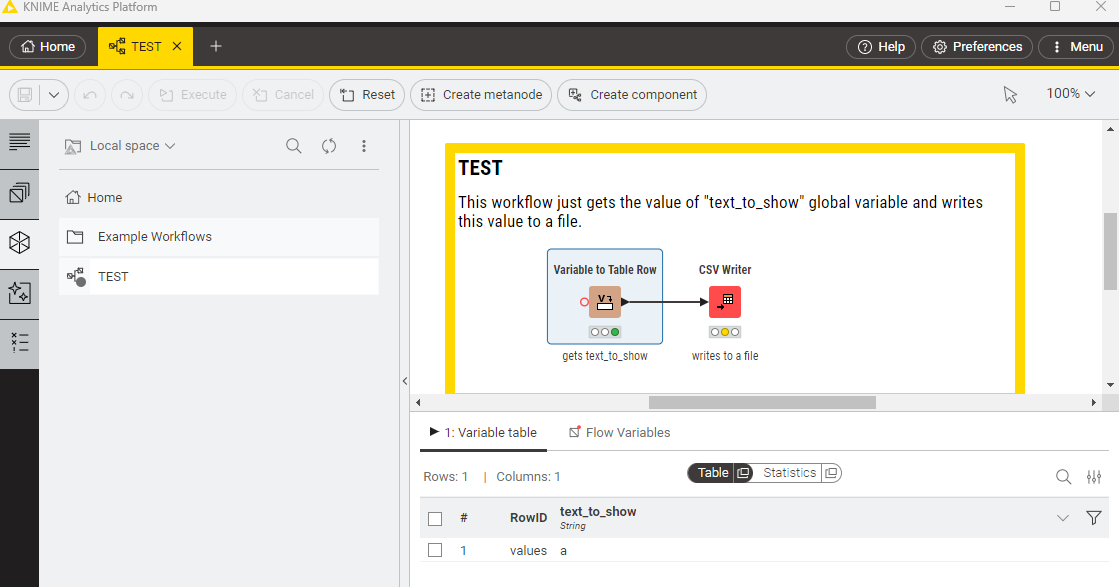 KNIME Analytics Platform
Home
TEST
Help
Preferences
Menu
Execute
Cancel
Reset
Create metanode
Create component
100%
Local space
Home
Example Workflows
TEST
TEST
This workflow just gets the value of "text_to_show" global variable and writes
this value to a file.
Variable to Table Row
CSV Writer
gets text_to_show
writes to a file
1: Variable table
Flow Variables
Rows: 1 | Columns: 1
Table
Statistics
# RowID text_to_show
String
1 values a